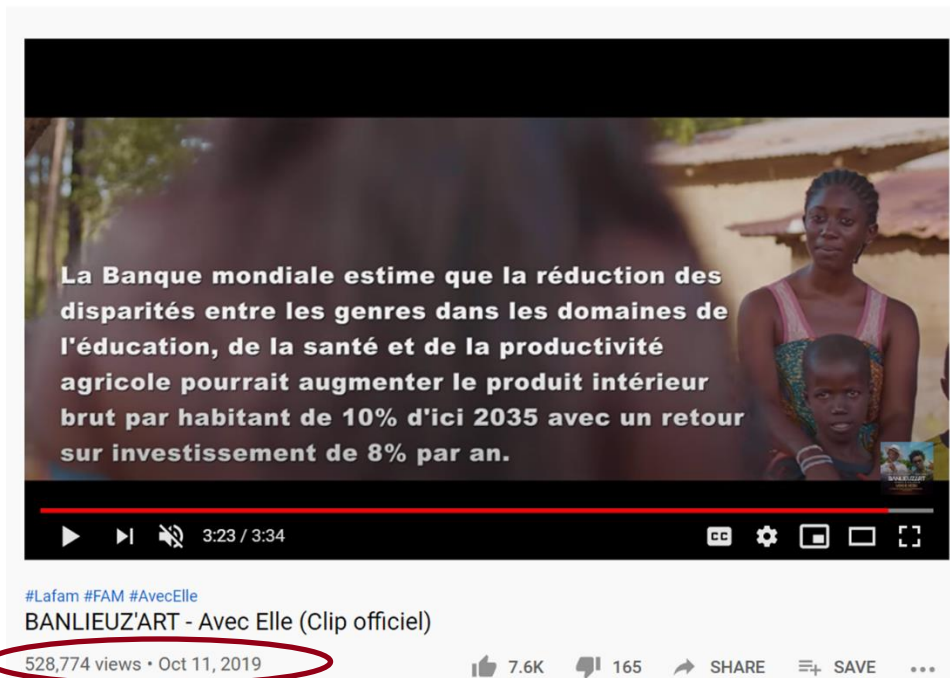 La Banque mondiale estime que la réduction des
disparités entre les genres dans les domaines de
l'éducation, de la santé et de la productivité
agricole pourrait augmenter le produit intérieur
brut par habitant de 10% d'ici 2035 avec un retour
sur investissement de 8% par an.
BANLIEUZ'ART
3:23 / 3:34
CC
#Lafam #FAM #AvecElle
BANLIEUZ'ART - Avec Elle (Clip officiel)
528,774 views • Oct 11, 2019 7.6K 165 SHARE SAVE